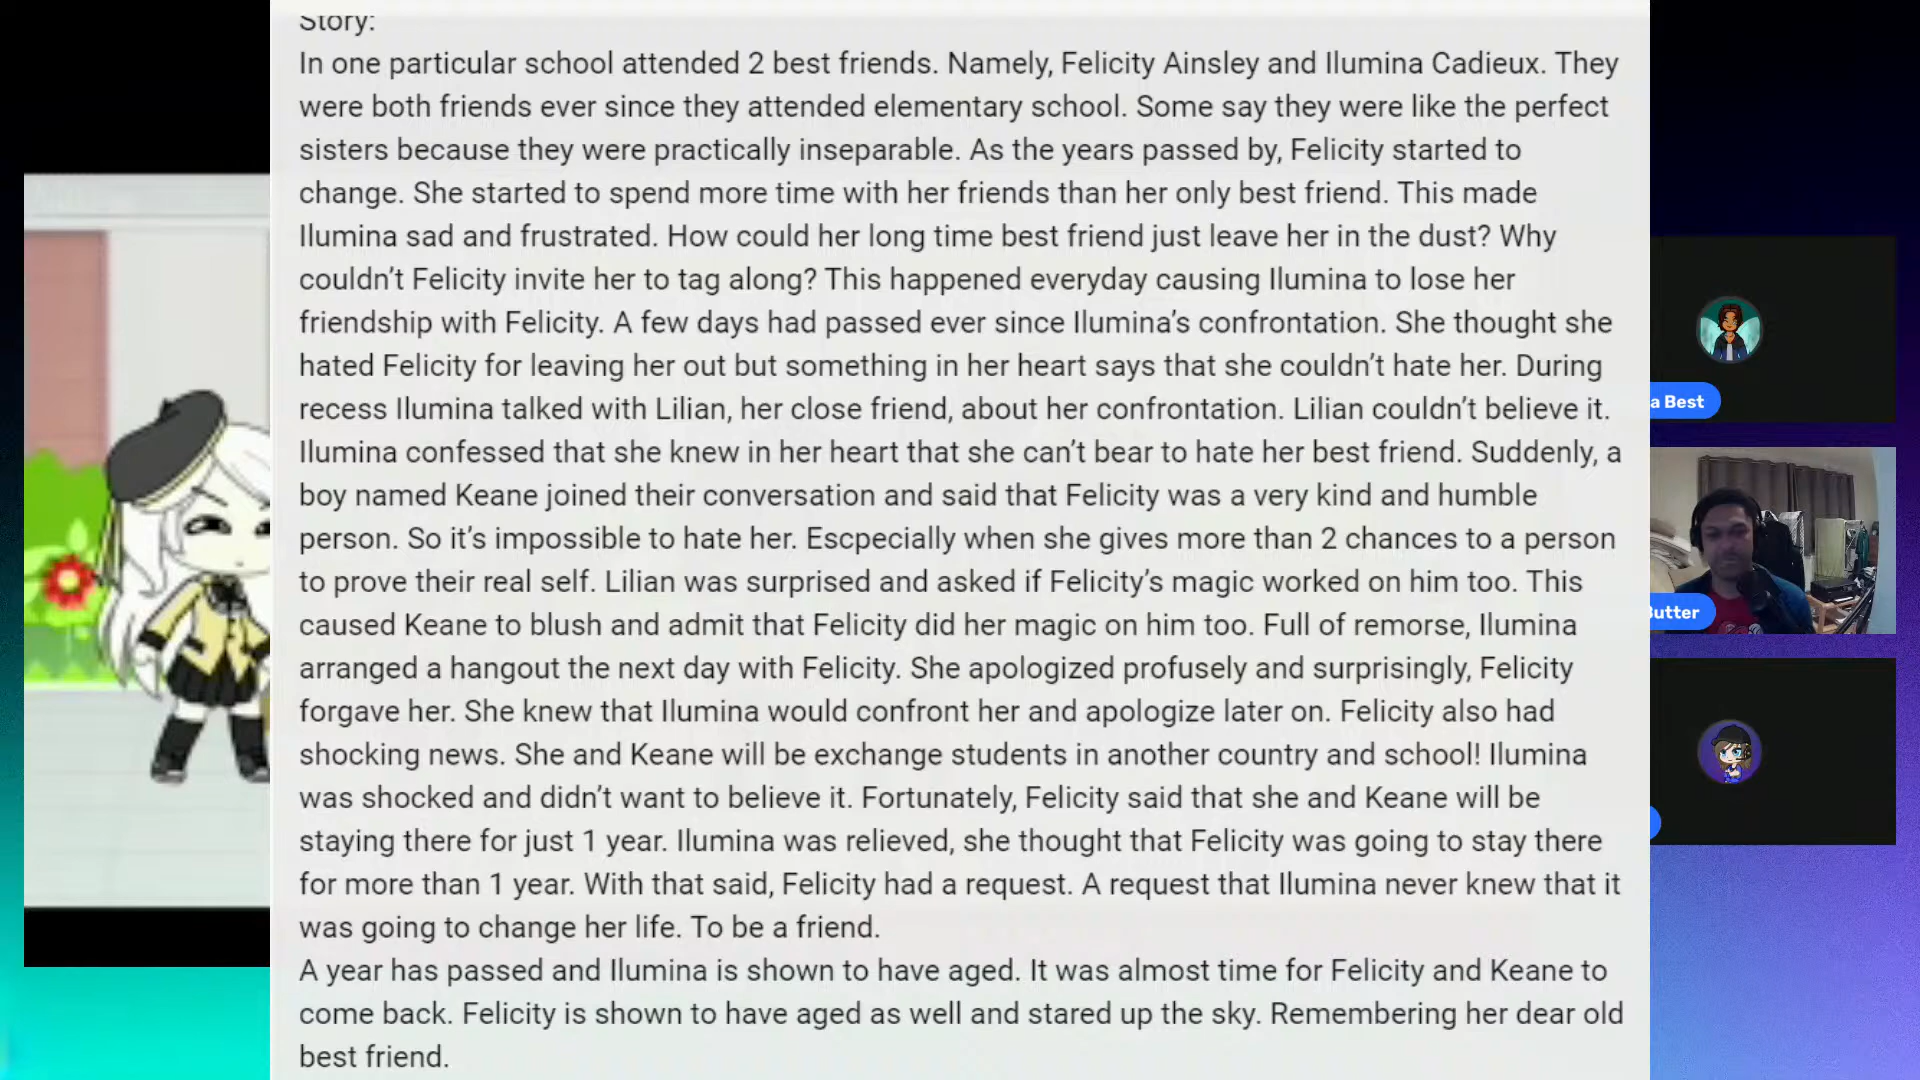 Story:
In one particular school attended 2 best friends. Namely, Felicity Ainsley and Ilumina Cadieux. They
were both friends ever since they attended elementary school. Some say they were like the perfect
sisters because they were practically inseparable. As the years passed by, Felicity started to
change. She started to spend more time with her friends than her only best friend. This made
Ilumina sad and frustrated. How could her long time best friend just leave her in the dust? Why
couldn't Felicity invite her to tag along? This happened everyday causing Ilumina to lose her
friendship with Felicity. A few days had passed ever since Ilumina's confrontation. She thought she
hated Felicity for leaving her out but something in her heart says that she couldn't hate her. During
recess Ilumina talked with Lilian, her close friend, about her confrontation. Lilian couldn't believe it.
Ilumina confessed that she knew in her heart that she can't bear to hate her best friend. Suddenly, a
boy named Keane joined their conversation and said that Felicity was a very kind and humble
person. So it's impossible to hate her. Escpecially when she gives more than 2 chances to a person
to prove their real self. Lilian was surprised and asked if Felicity's magic worked on him too. This
caused Keane to blush and admit that Felicity did her magic on him too. Full of remorse, Ilumina
arranged a hangout the next day with Felicity. She apologized profusely and surprisingly, Felicity
forgave her. She knew that Ilumina would confront her and apologize later on. Felicity also had
shocking news. She and Keane will be exchange students in another country and school! Ilumina
was shocked and didn't want to believe it. Fortunately, Felicity said that she and Keane will be
staying there for just 1 year. Ilumina was relieved, she thought that Felicity was going to stay there
for more than 1 year. With that said, Felicity had a request. A request that Ilumina never knew that it
was going to change her life. To be a friend.
A year has passed and Ilumina is shown to have aged. It was almost time for Felicity and Keane to
come back. Felicity is shown to have aged as well and stared up the sky. Remembering her dear old
best friend.
a Best
Butter